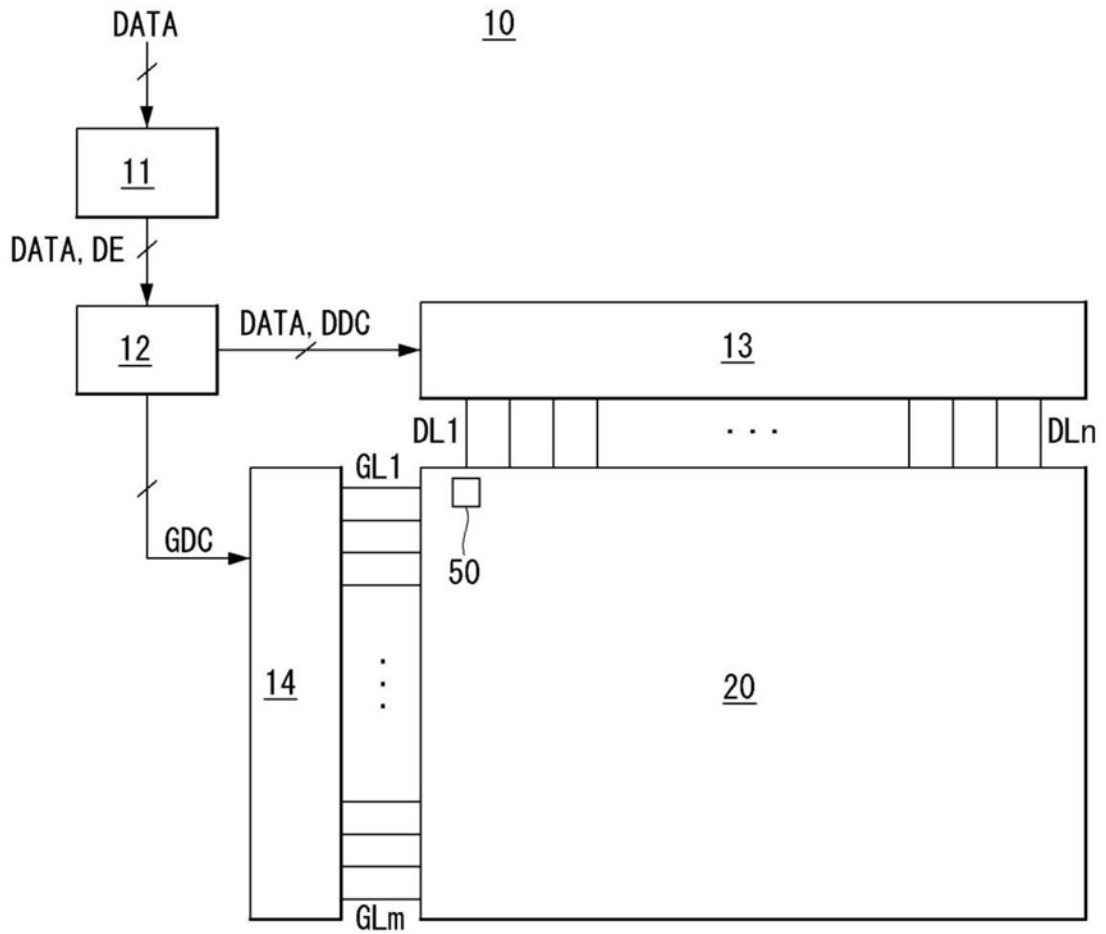 DATA
10
11
DATA, DE
12
DATA, DDC
13
DL1
. . .
DLn
GL1
50
GDC
14
20
GLm